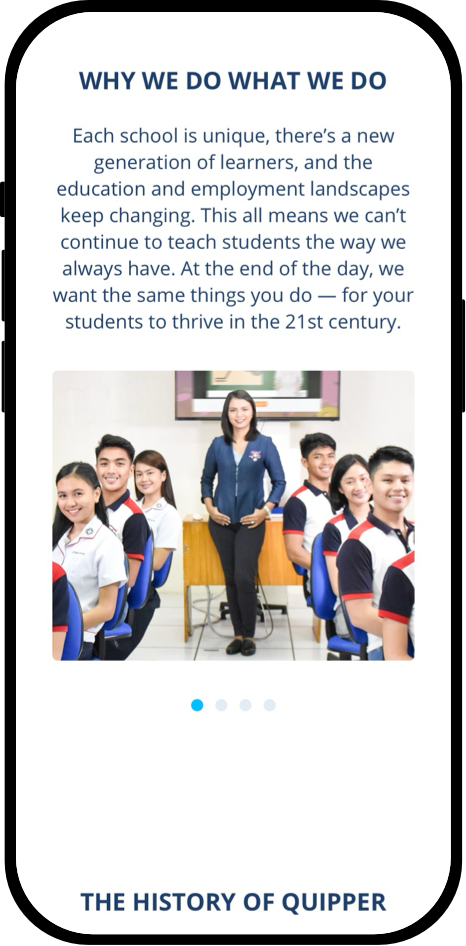 WHY WE DO WHAT WE DO
Each school is unique, there’s a new
generation of learners, and the
education and employment landscapes
keep changing. This all means we can’t
continue to teach students the way we
always have. At the end of the day, we
want the same things you do — for your
students to thrive in the 21st century.
THE HISTORY OF QUIPPER